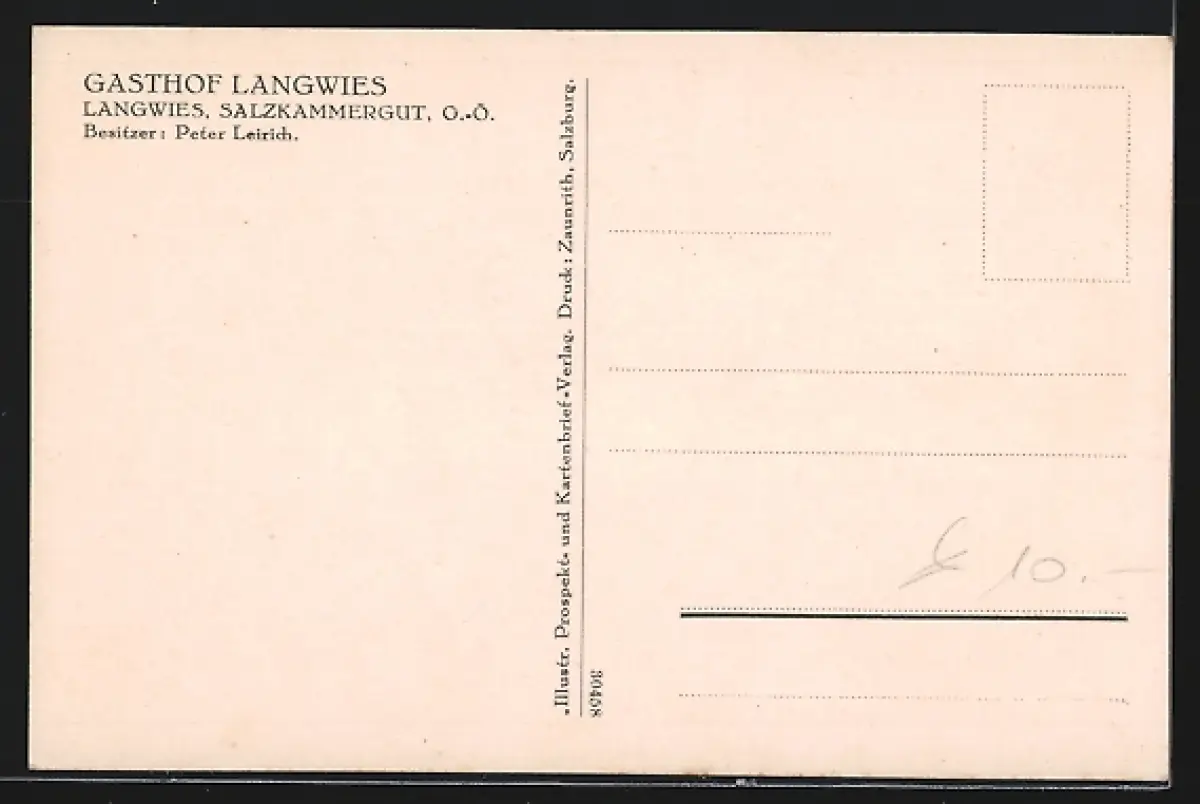 GASTHOF LANGWIES
LANGWIES, SALZKAMMERGUT, O.-Ö.
Besitzer: Peter Leirich.
„Illustr. Prospekt- und Kartenbrief-Verlag. Druck: Zaunrith, Salzburg.
30408
10.-